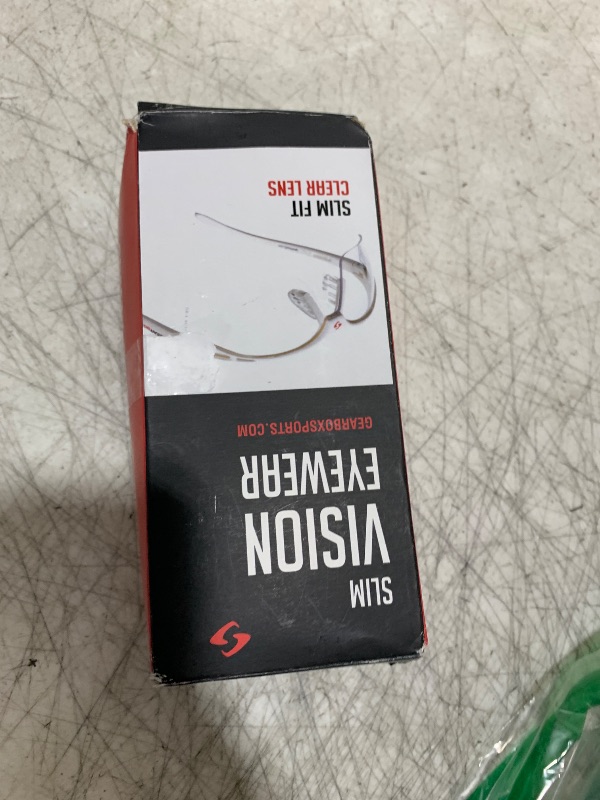 SLIM
VISION
EYEWEAR
GEARBOXSPORTS.COM
SLIM FIT
CLEAR LENS